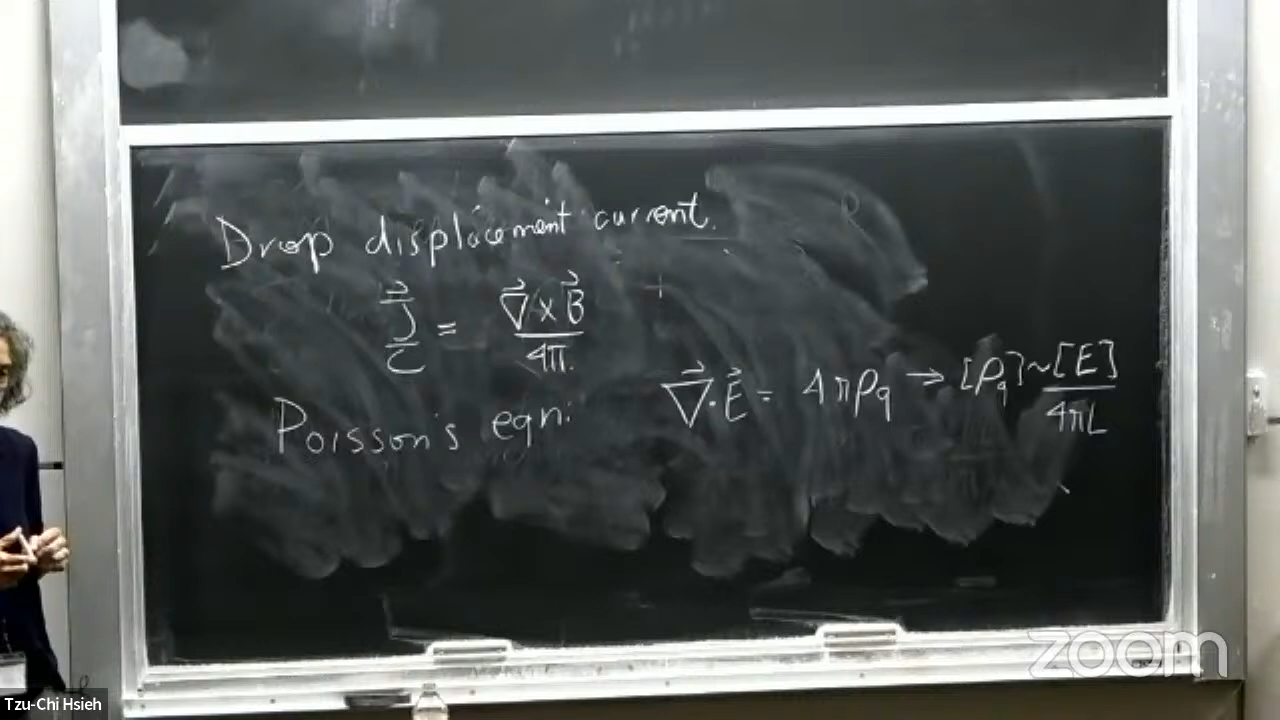 Drop displacement current.
J⃗/c = ∇⃗ × B⃗ / 4π.
Poisson's eqn: ∇⃗ · E⃗ = 4πρq → [ρq] ~ [E] / 4πL
zoom
Tzu-Chi Hsieh